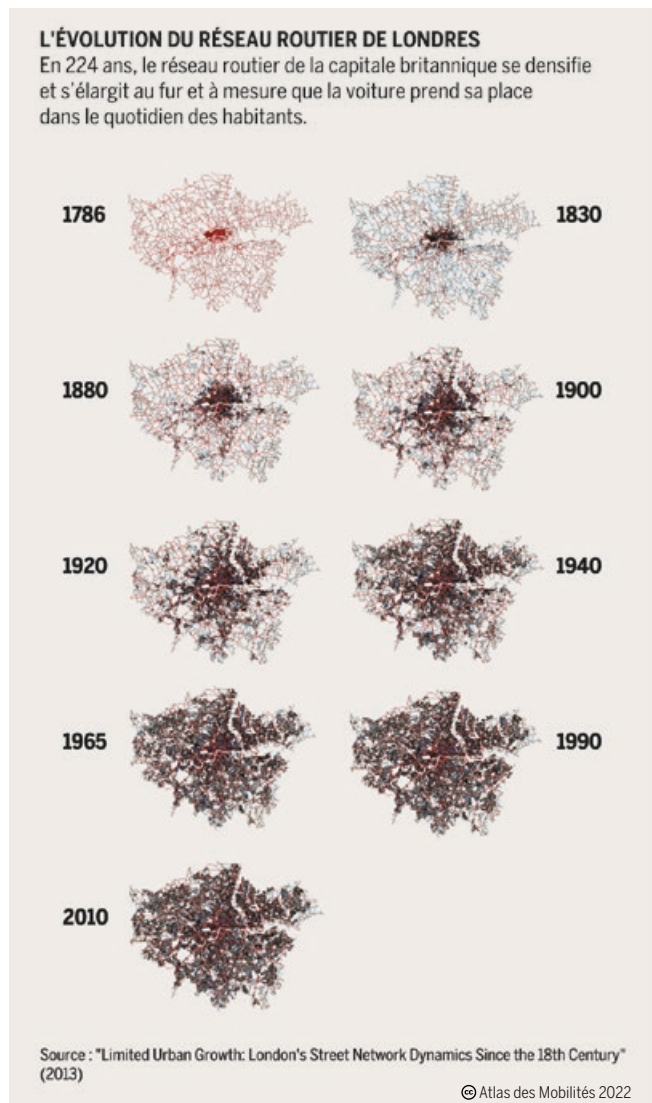 L'ÉVOLUTION DU RÉSEAU ROUTIER DE LONDRES
En 224 ans, le réseau routier de la capitale britannique se densifie
et s'élargit au fur et à mesure que la voiture prend sa place
dans le quotidien des habitants.
1786
1830
1880
1900
1920
1940
1965
1990
2010
Source : "Limited Urban Growth: London's Street Network Dynamics Since the 18th Century"
(2013)
cc Atlas des Mobilités 2022